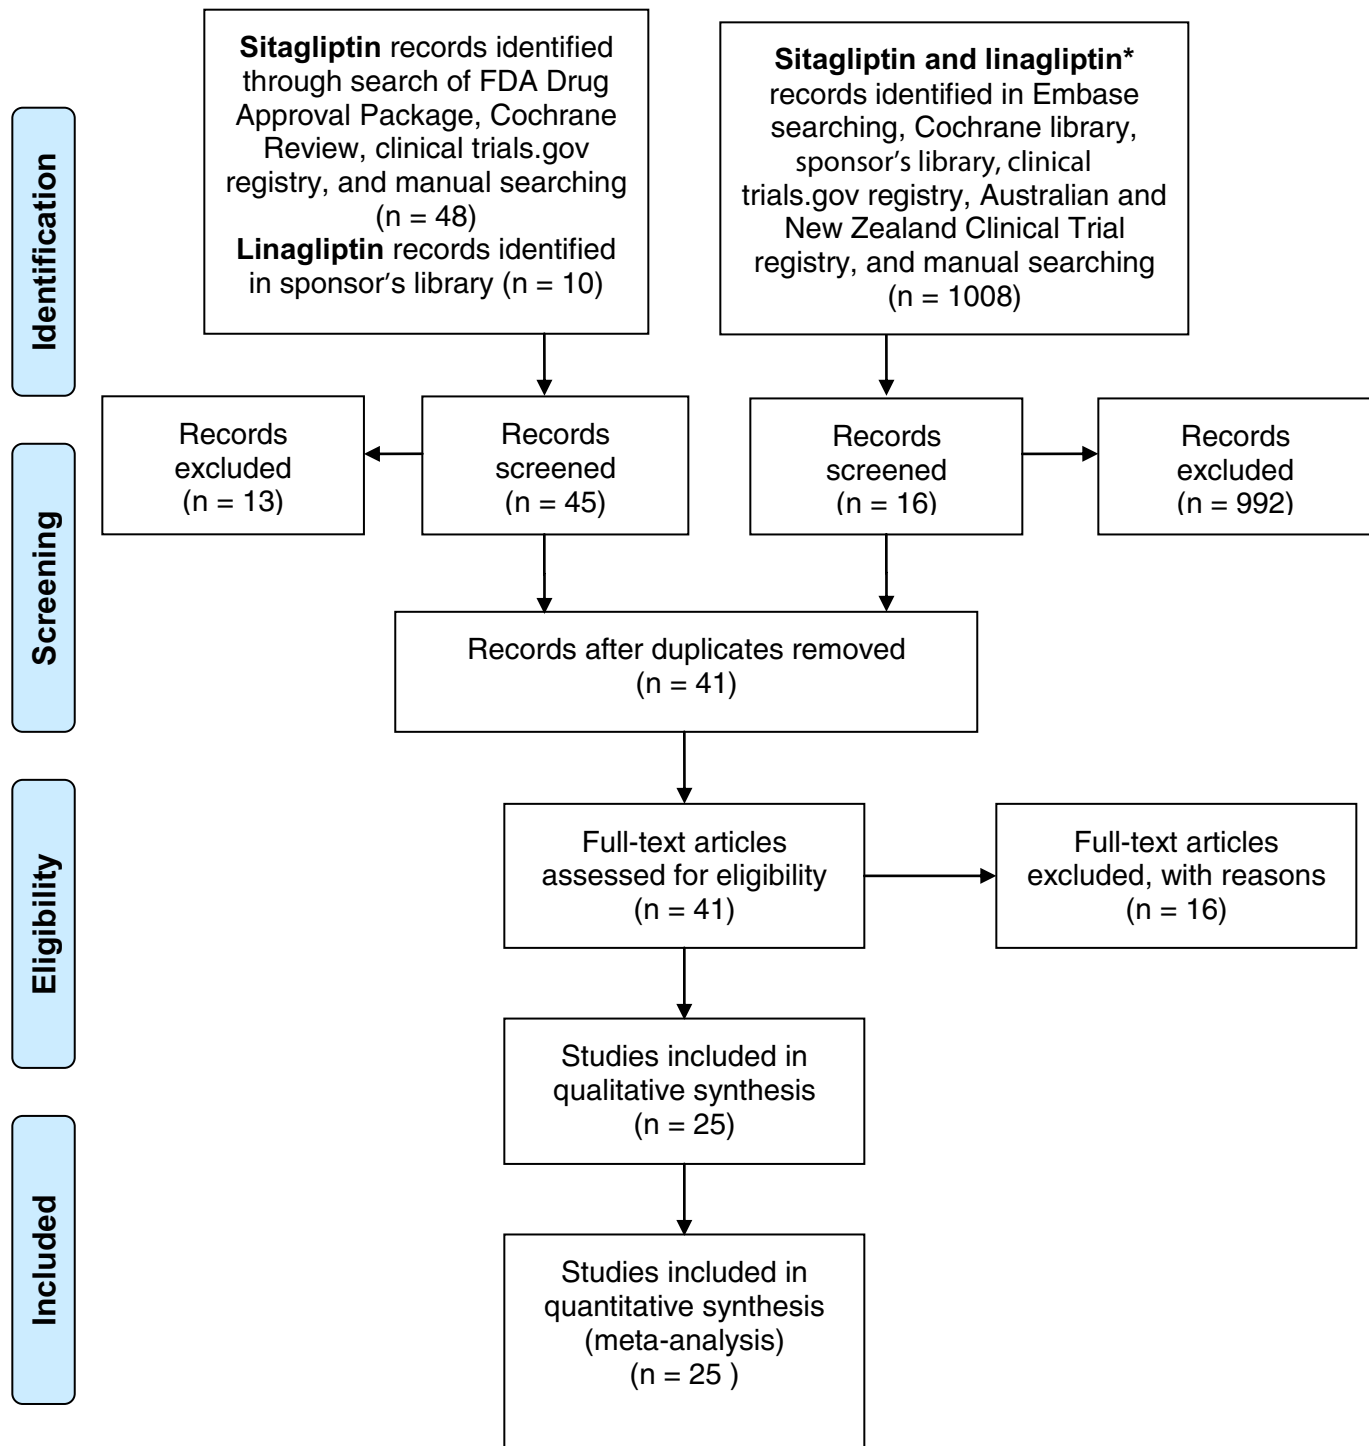 Identification
Sitagliptin records identified
through search of FDA Drug
Approval Package, Cochrane
Review, clinical trials.gov
registry, and manual searching
(n = 48)
Linagliptin records identified
in sponsor's library (n = 10)
Sitagliptin and linagliptin*
records identified in Embase
searching, Cochrane library,
sponsor's library, clinical
trials.gov registry, Australian and
New Zealand Clinical Trial
registry, and manual searching
(n = 1008)
Screening
Records
excluded
(n = 13)
Records
screened
(n = 45)
Records
screened
(n = 16)
Records
excluded
(n = 992)
Records after duplicates removed
(n = 41)
Eligibility
Full-text articles
assessed for eligibility
(n = 41)
Full-text articles
excluded, with reasons
(n = 16)
Studies included in
qualitative synthesis
(n = 25)
Included
Studies included in
quantitative synthesis
(meta-analysis)
(n = 25 )